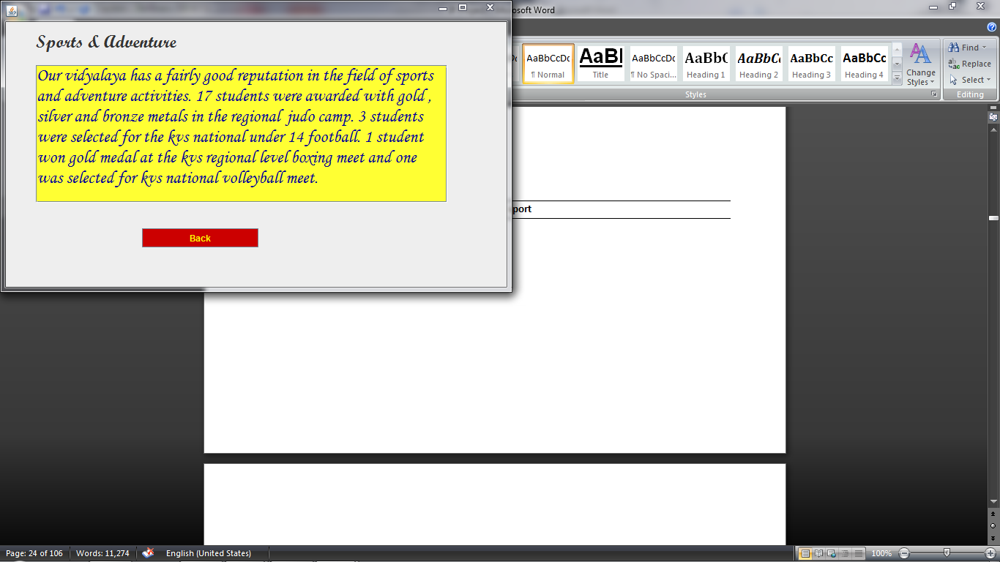 osoft Word
Sports & Adventure
Our vidyalaya has a fairly good reputation in the field of sports
and adventure activities. 17 students were awarded with gold ,
silver and bronze metals in the regional judo camp. 3 students
were selected for the kvs national under 14 football. 1 student
won gold medal at the kvs regional level boxing meet and one
was selected for kvs national volleyball meet.
Back
AaBbCcDc
¶ Normal
AaBl
Title
AaBbCcDc
¶ No Spaci...
AaBbC
Heading 1
AaBbCc
Heading 2
AaBbCc
Heading 3
AaBbCc
Heading 4
Change
Styles
Styles
Find
Replace
Select
Editing
port
Page: 24 of 106
Words: 11,274
English (United States)
100%